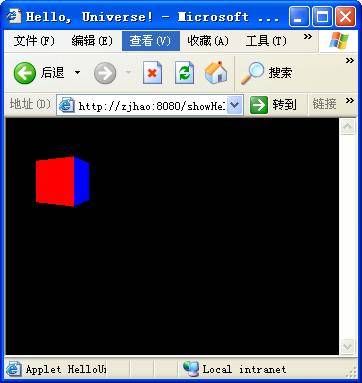 Hello, Universe! - Microsoft ...
文件(F) 编辑(E) 查看(V) 收藏(A) 工具(T) »
后退 搜索 »
地址(D) http://zjhao:8080/showHel 转到 链接 »
Applet HelloUn Local intranet